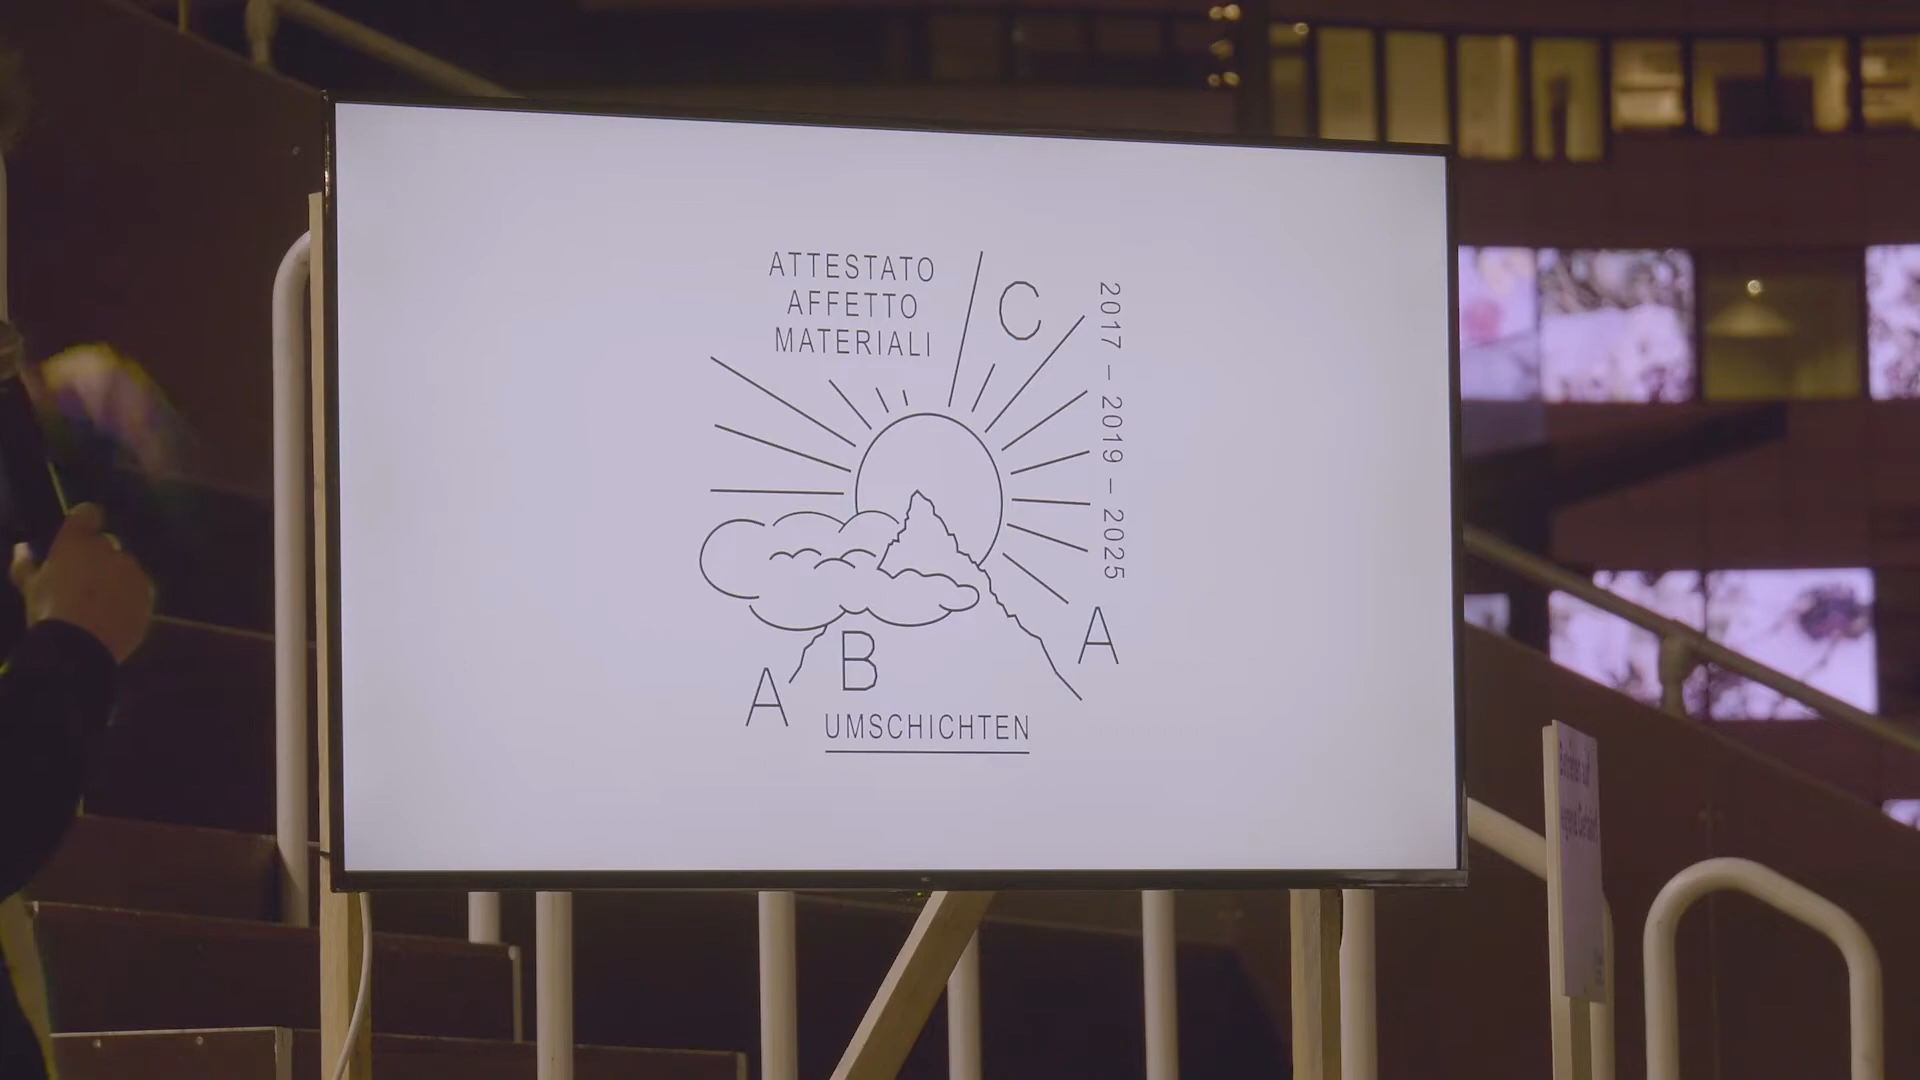 ATTESTATO
AFFETTO
MATERIALI
C
2017 – 2019 – 2025
A
B
A
UMSCHICHTEN